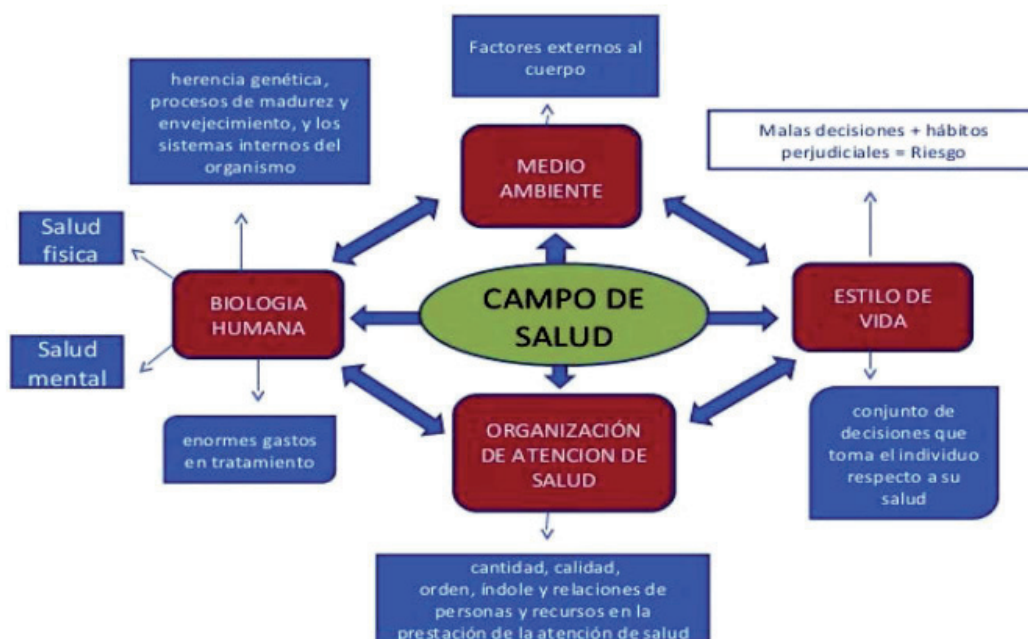 Factores externos al
cuerpo
herencia genética,
procesos de madurez y
envejecimiento, y los
sistemas internos del
organismo
Malas decisiones + hábitos
perjudiciales = Riesgo
MEDIO
AMBIENTE
Salud
fisica
BIOLOGIA
HUMANA
CAMPO DE
SALUD
ESTILO DE
VIDA
Salud
mental
enormes gastos
en tratamiento
ORGANIZACIÓN
DE ATENCION DE
SALUD
conjunto de
decisiones que
toma el individuo
respecto a su
salud
cantidad, calidad,
orden, índole y relaciones de
personas y recursos en la
prestación de la atención de salud